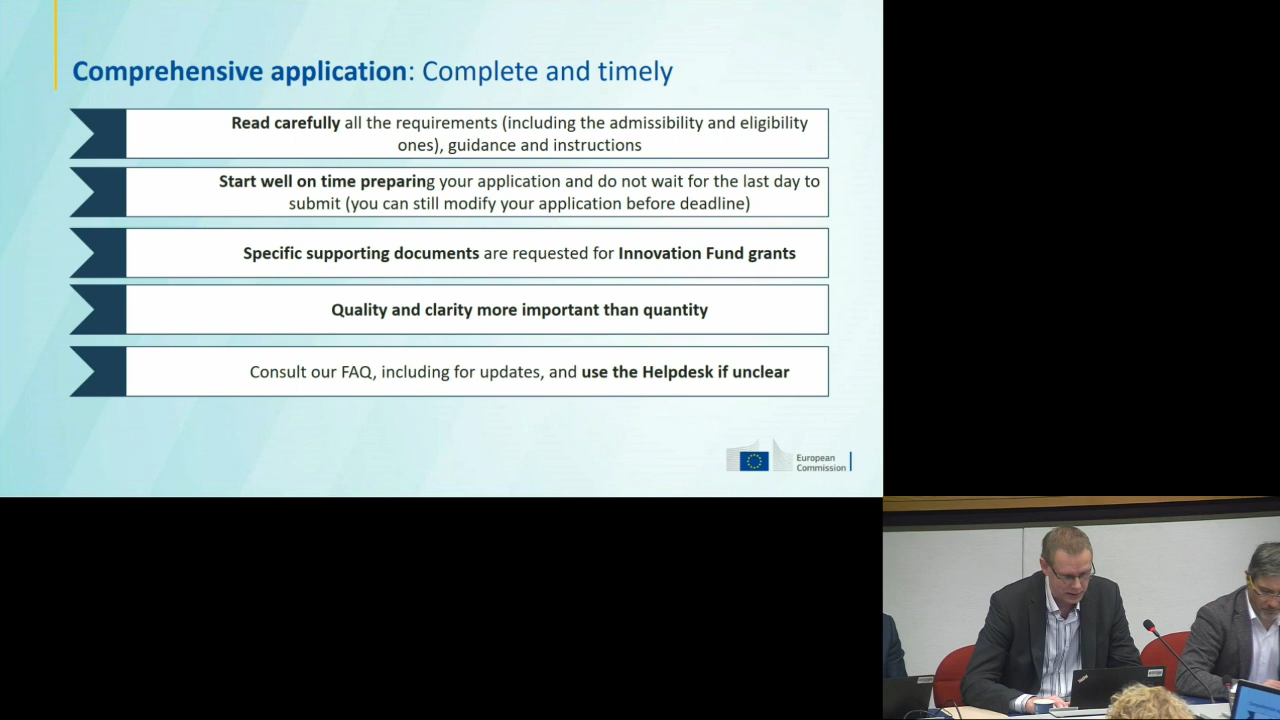 Comprehensive application: Complete and timely
Read carefully all the requirements (including the admissibility and eligibility
ones), guidance and instructions
Start well on time preparing your application and do not wait for the last day to
submit (you can still modify your application before deadline)
Specific supporting documents are requested for Innovation Fund grants
Quality and clarity more important than quantity
Consult our FAQ, including for updates, and use the Helpdesk if unclear
European
Commission